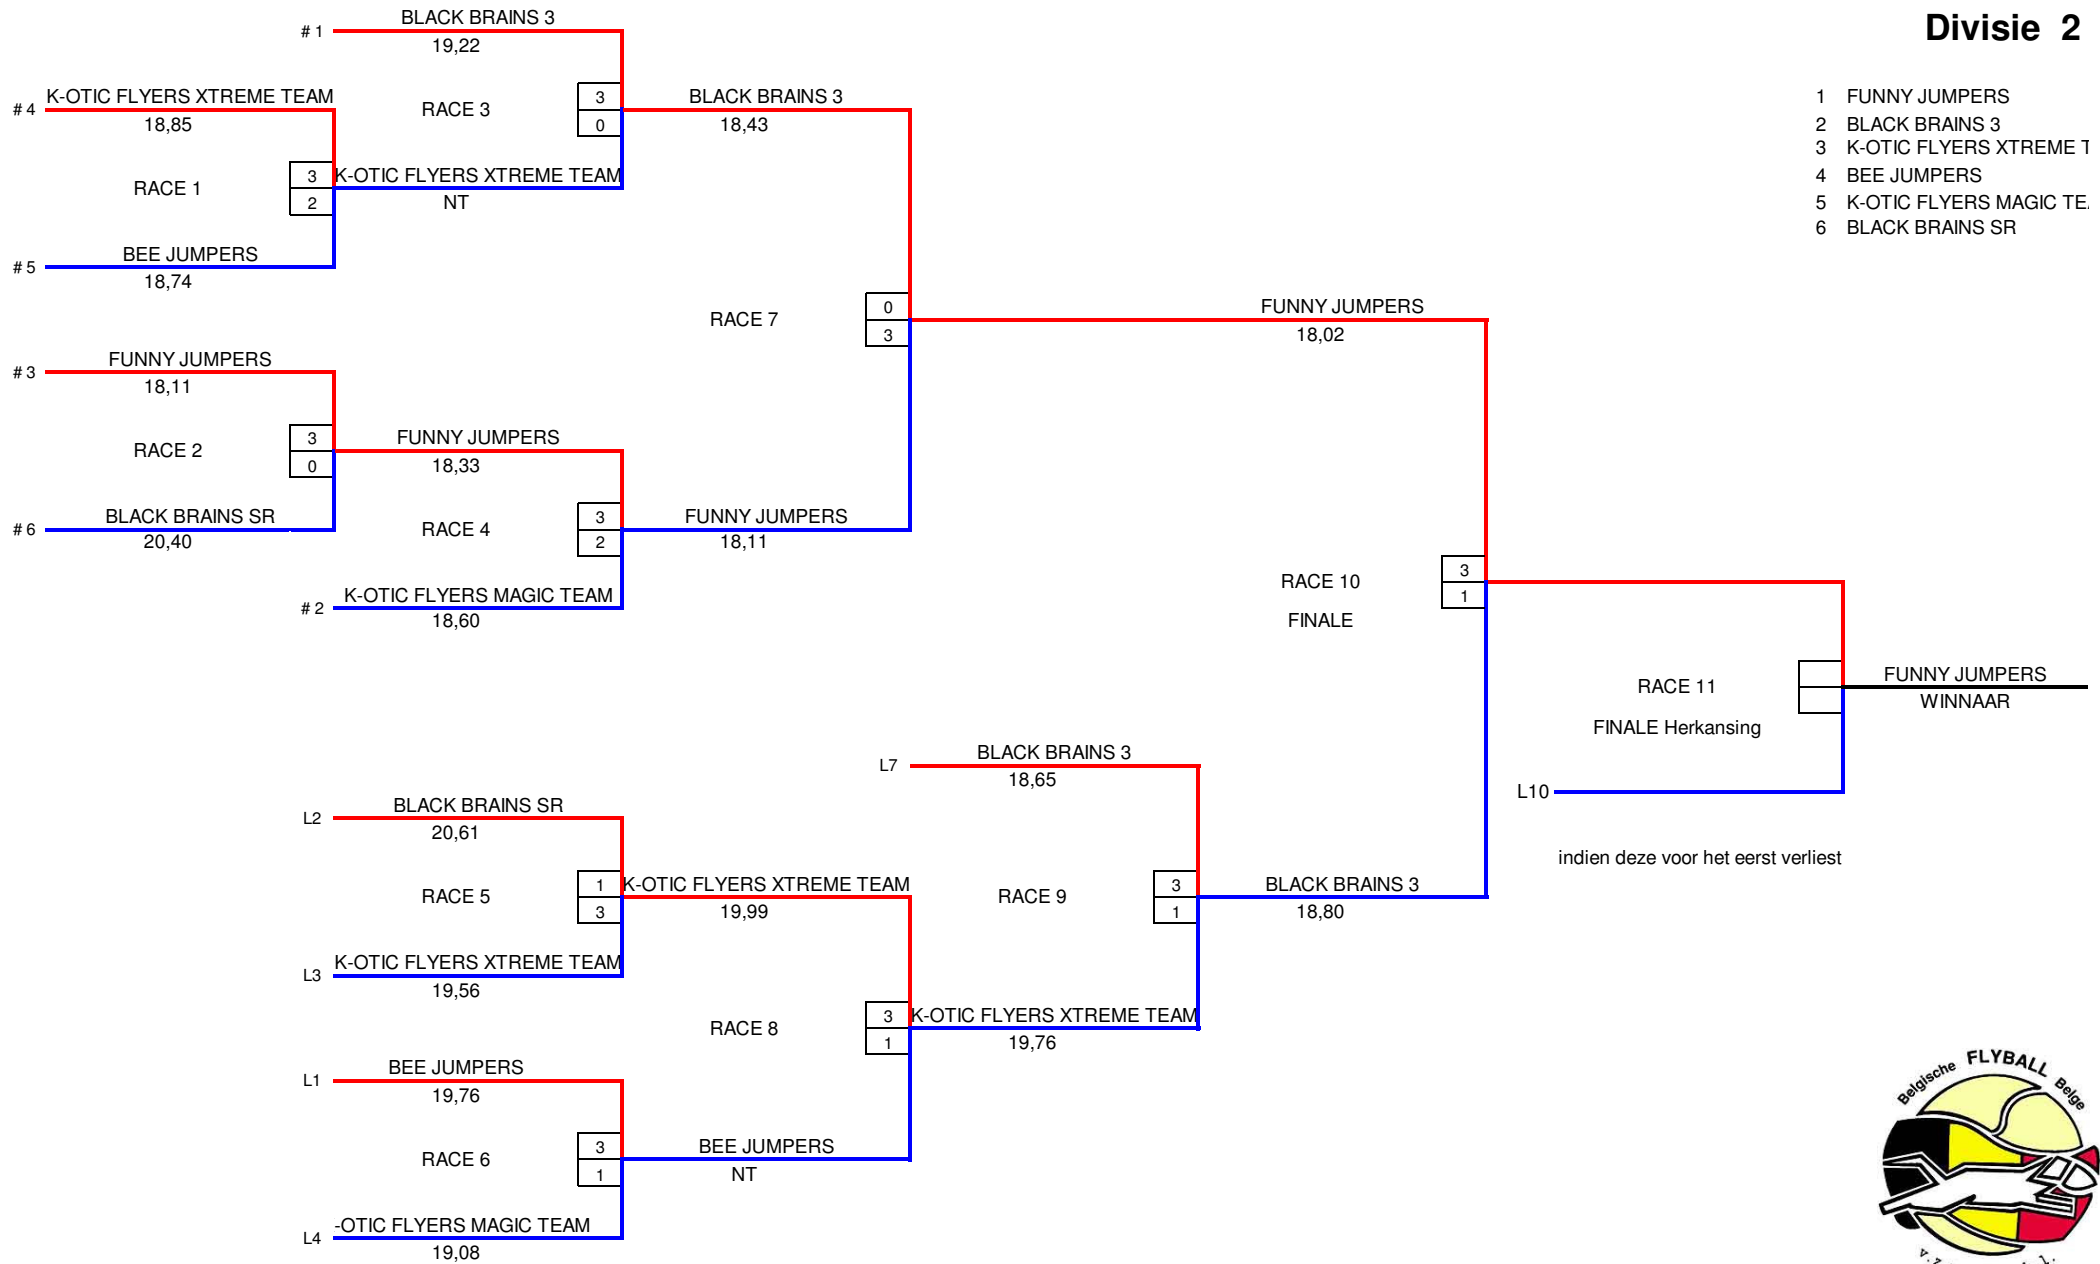 Divisie 2
1 FUNNY JUMPERS
2 BLACK BRAINS 3
3 K-OTIC FLYERS XTREME T
4 BEE JUMPERS
5 K-OTIC FLYERS MAGIC TE
6 BLACK BRAINS SR
# 1
BLACK BRAINS 3
19,22
# 4
K-OTIC FLYERS XTREME TEAM
18,85
RACE 3
3
0
BLACK BRAINS 3
18,43
RACE 1
3
2
K-OTIC FLYERS XTREME TEAM
NT
# 5
BEE JUMPERS
18,74
RACE 7
0
3
FUNNY JUMPERS
18,02
# 3
FUNNY JUMPERS
18,11
RACE 2
3
0
FUNNY JUMPERS
18,33
# 6
BLACK BRAINS SR
20,40
RACE 4
3
2
FUNNY JUMPERS
18,11
# 2
K-OTIC FLYERS MAGIC TEAM
18,60
RACE 10
3
1
FINALE
RACE 11
FUNNY JUMPERS
WINNAAR
FINALE Herkansing
L7
BLACK BRAINS 3
18,65
L10
L2
BLACK BRAINS SR
20,61
indien deze voor het eerst verliest
RACE 5
1
3
K-OTIC FLYERS XTREME TEAM
19,99
RACE 9
3
1
BLACK BRAINS 3
18,80
L3
K-OTIC FLYERS XTREME TEAM
19,56
RACE 8
3
1
K-OTIC FLYERS XTREME TEAM
19,76
L1
BEE JUMPERS
19,76
RACE 6
3
1
BEE JUMPERS
NT
L4
-OTIC FLYERS MAGIC TEAM
19,08
Belgische FLYBALL Belge